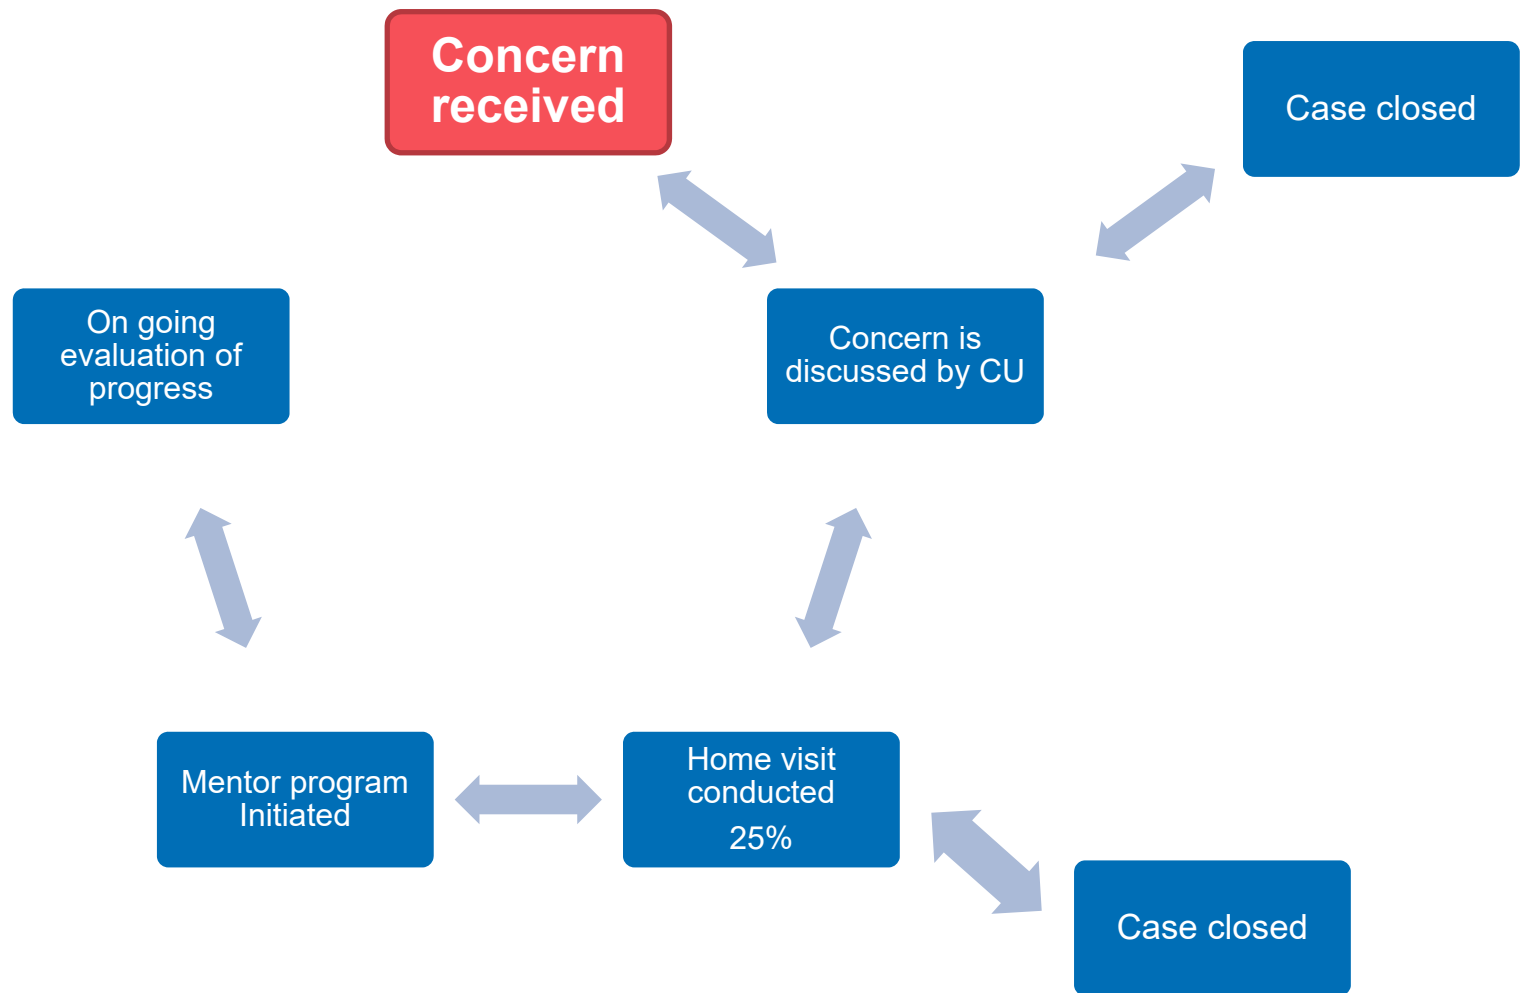 Concern
received
Case closed
On going
evaluation of
progress
Concern is
discussed by CU
Mentor program
Initiated
Home visit
conducted
25%
Case closed